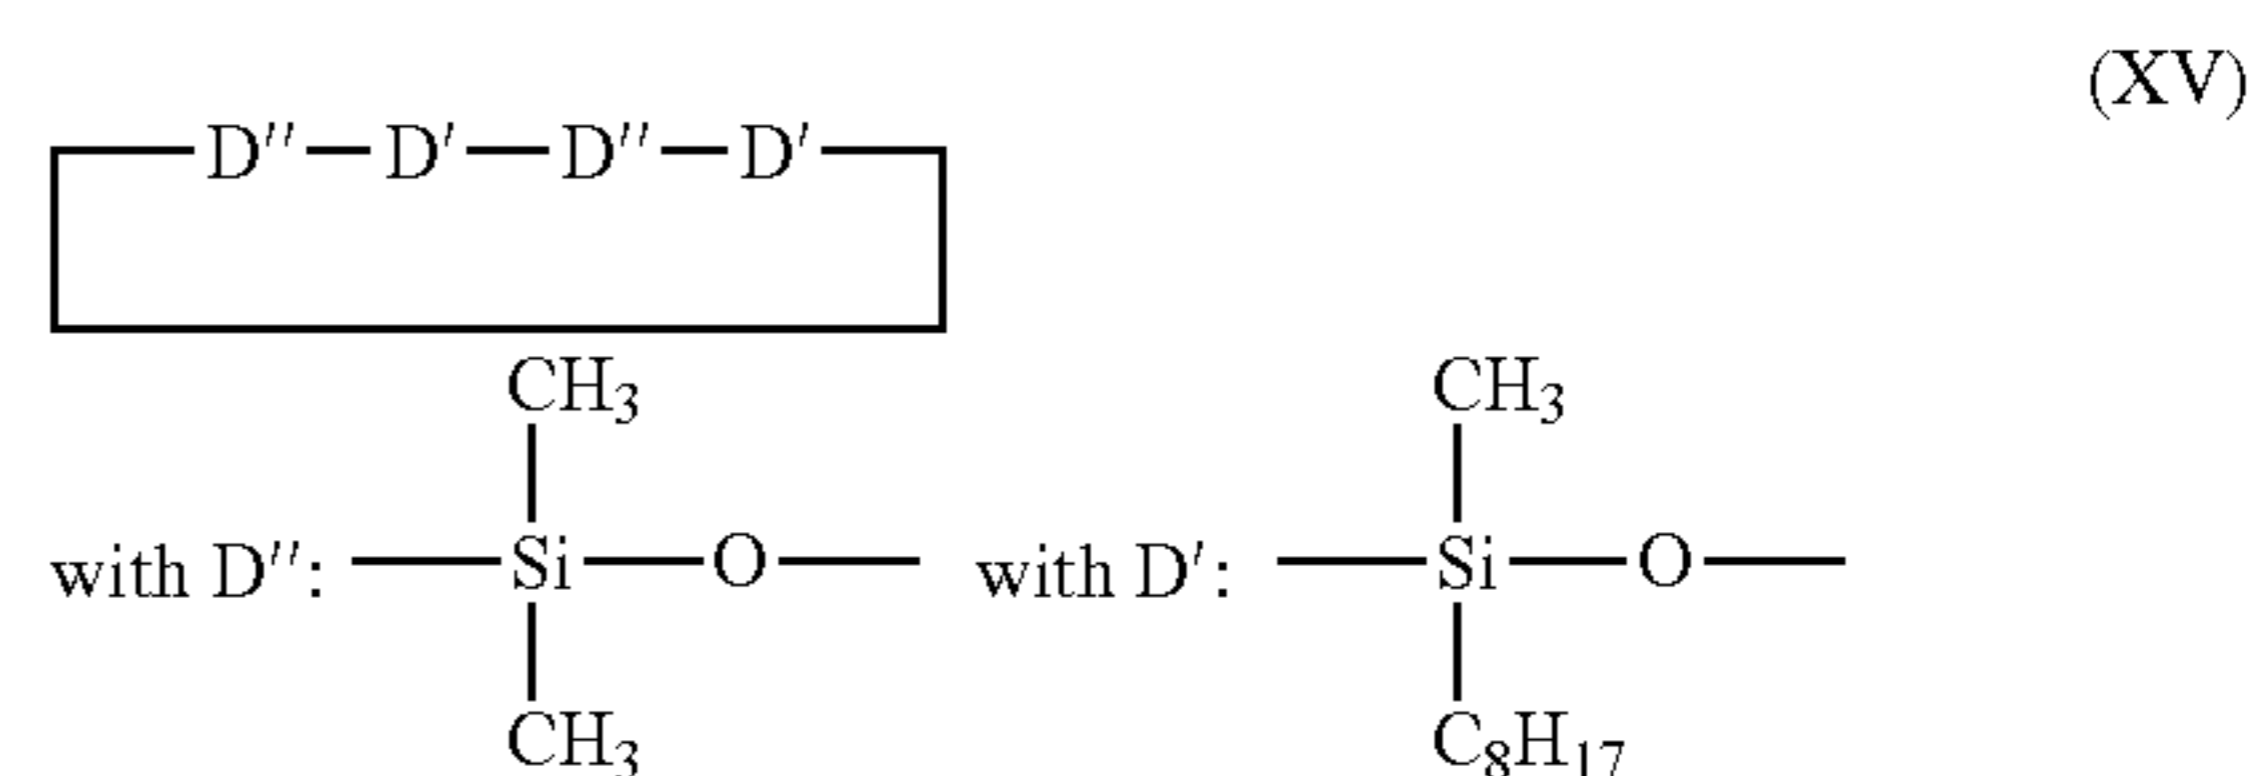 (XV)
D″—D′—D″—D′
CH₃ CH₃
with D″: —Si—O— with D′: —Si—O—
CH₃ C₈H₁₇